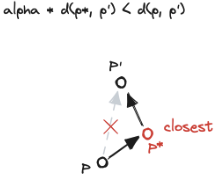 alpha * d(p*, p') < d(p, p')
p'
closest
p*
p